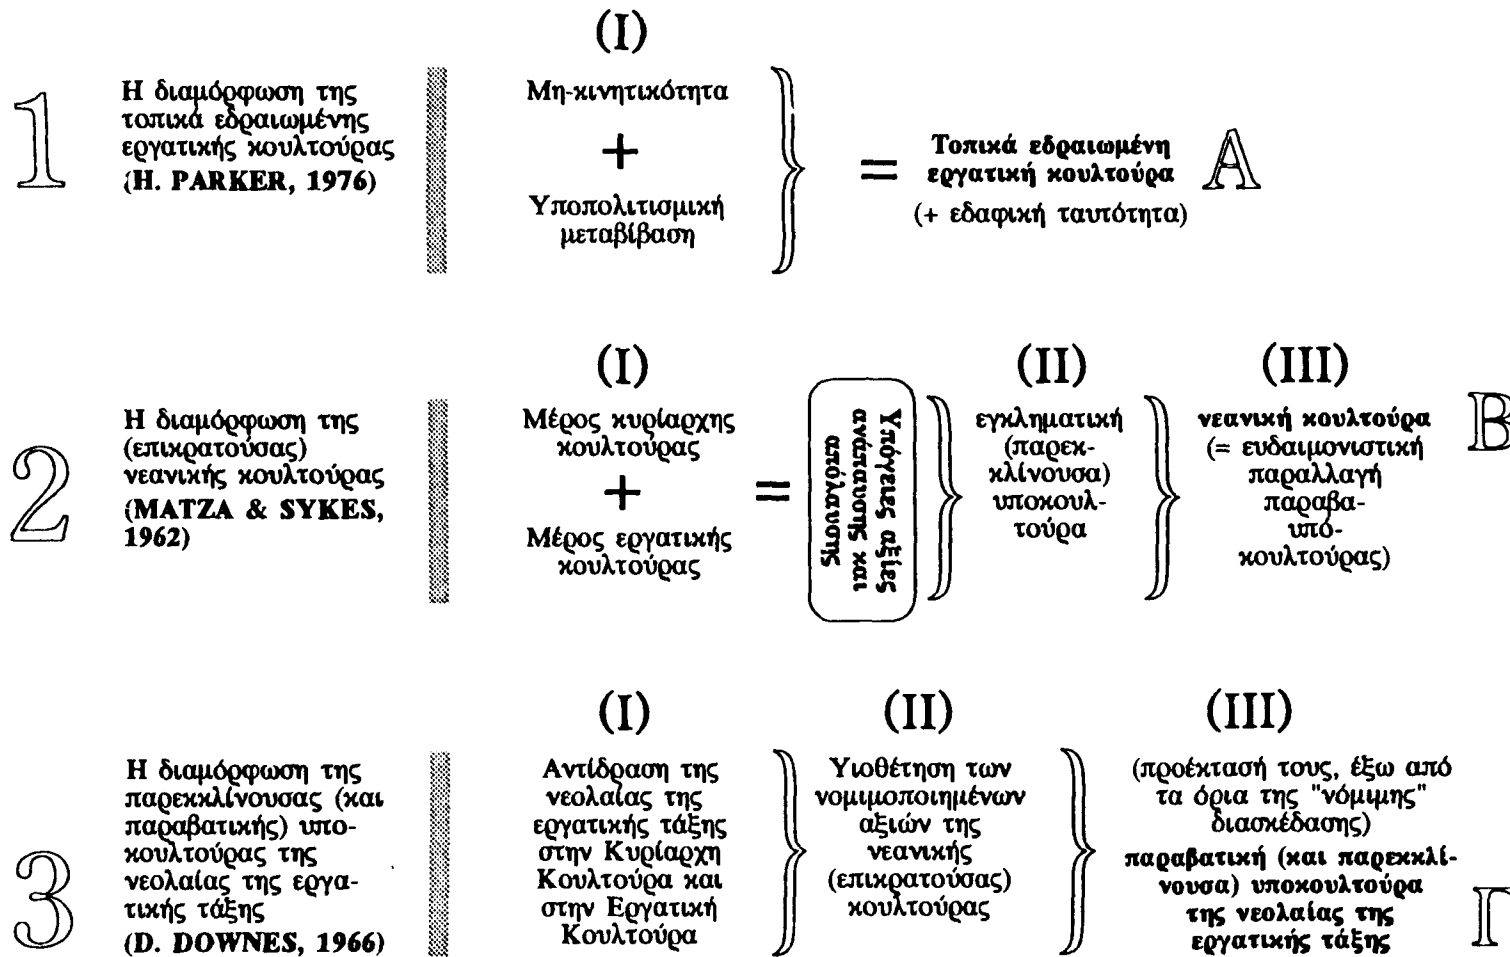 (I)
1
Η διαμόρφωση της
τοπικά εδραιωμένης
εργατικής κουλτούρας
(H. PARKER, 1976)
Μη-κινητικότητα
+
Υποπολιτισμική
μεταβίβαση
=
Τοπικά εδραιωμένη
εργατική κουλτούρα
(+ εδαφική ταυτότητα)
Α
2
Η διαμόρφωση της
(επικρατούσας)
νεανικής κουλτούρας
(MATZA & SYKES,
1962)
(I)
Μέρος κυρίαρχης
κουλτούρας
+
Μέρος εργατικής
κουλτούρας
=
Υπόγειες αξίες
ανάπαυσης και
απόλαυσης
(II)
εγκληματική
(παρεκ-
κλίνουσα)
υποκουλ-
τούρα
(III)
νεανική κουλτούρα
(= ευδαιμονιστική
παραλλαγή
παραβα-
υπο-
κουλτούρας)
Β
3
Η διαμόρφωση της
παρεκκλίνουσας (και
παραβατικής) υπο-
κουλτούρας της
νεολαίας της εργα-
τικής τάξης
(D. DOWNES, 1966)
(I)
Αντίδραση της
νεολαίας της
εργατικής τάξης
στην Κυρίαρχη
Κουλτούρα και
στην Εργατική
Κουλτούρα
(II)
Υιοθέτηση των
νομιμοποιημένων
αξιών της
νεανικής
(επικρατούσας)
κουλτούρας
(III)
(προέκτασή τους, έξω από
τα όρια της "νόμιμης"
διασκέδασης)
παραβατική (και παρεκκλί-
νουσα) υποκουλτούρα
της νεολαίας της
εργατικής τάξης
Γ